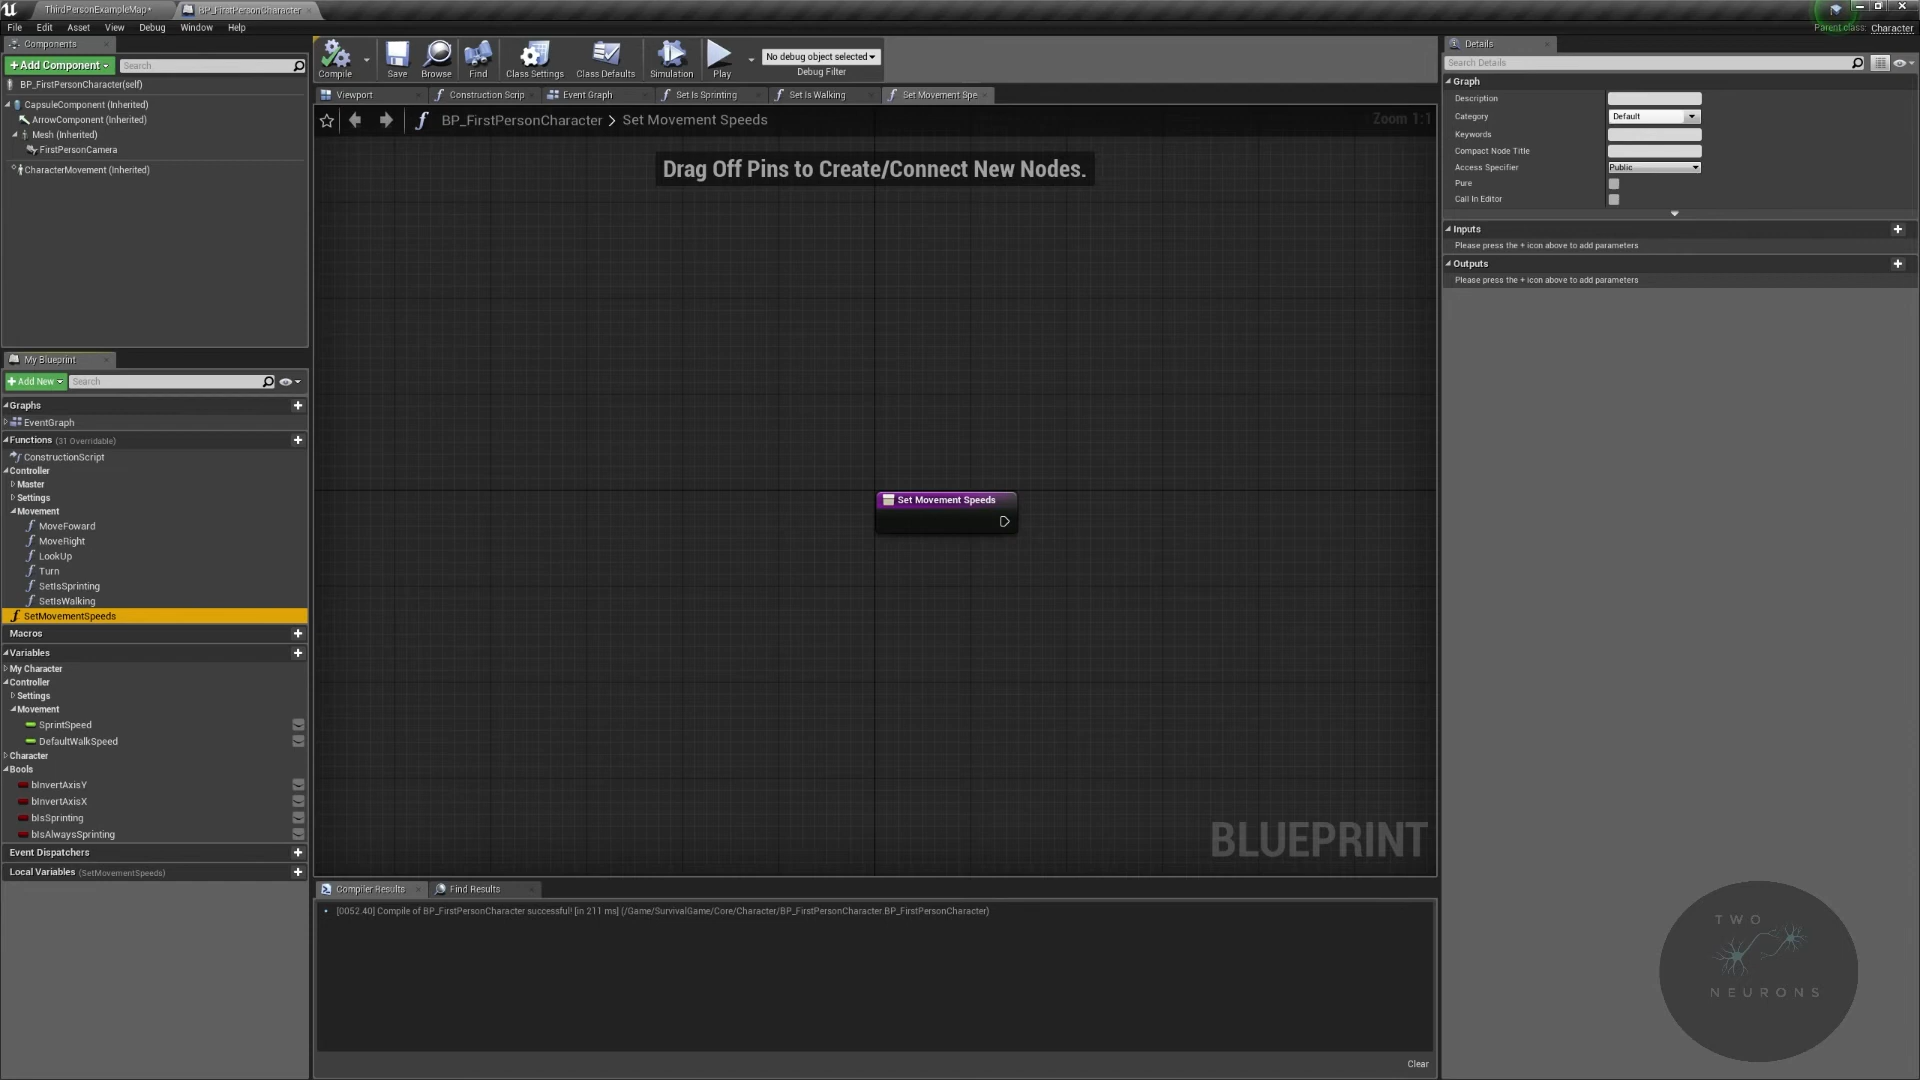 ThirdPersonExampleMap*
BP_FirstPersonCharacter
File Edit Asset View Debug Window Help
Parent class: Character
Components
+Add Component
Search
BP_FirstPersonCharacter(self)
CapsuleComponent (Inherited)
ArrowComponent (Inherited)
Mesh (Inherited)
FirstPersonCamera
CharacterMovement (Inherited)
Compile
Save
Browse
Find
Class Settings
Class Defaults
Simulation
Play
No debug object selected
Debug Filter
Viewport
Construction Scrip
Event Graph
Set Is Sprinting
Set Is Walking
Set Movement Spe
BP_FirstPersonCharacter > Set Movement Speeds
Zoom 1:1
Drag Off Pins to Create/Connect New Nodes.
Set Movement Speeds
BLUEPRINT
My Blueprint
+Add New
Search
Graphs
EventGraph
Functions (31 Overridable)
ConstructionScript
Controller
Master
Settings
Movement
MoveFoward
MoveRight
LookUp
Turn
SetIsSprinting
SetIsWalking
SetMovementSpeeds
Macros
Variables
My Character
Controller
Settings
Movement
SprintSpeed
DefaultWalkSpeed
Character
Bools
bInvertAxisY
bInvertAxisX
bIsSprinting
bIsAlwaysSprinting
Event Dispatchers
Local Variables (SetMovementSpeeds)
Compiler Results
Find Results
[0052.40] Compile of BP_FirstPersonCharacter successful! [in 211 ms] (/Game/SurvivalGame/Core/Character/BP_FirstPersonCharacter.BP_FirstPersonCharacter)
Clear
Details
Search Details
Graph
Description
Category
Default
Keywords
Compact Node Title
Access Specifier
Public
Pure
Call In Editor
Inputs
Please press the + icon above to add parameters
Outputs
Please press the + icon above to add parameters
TWO
NEURONS